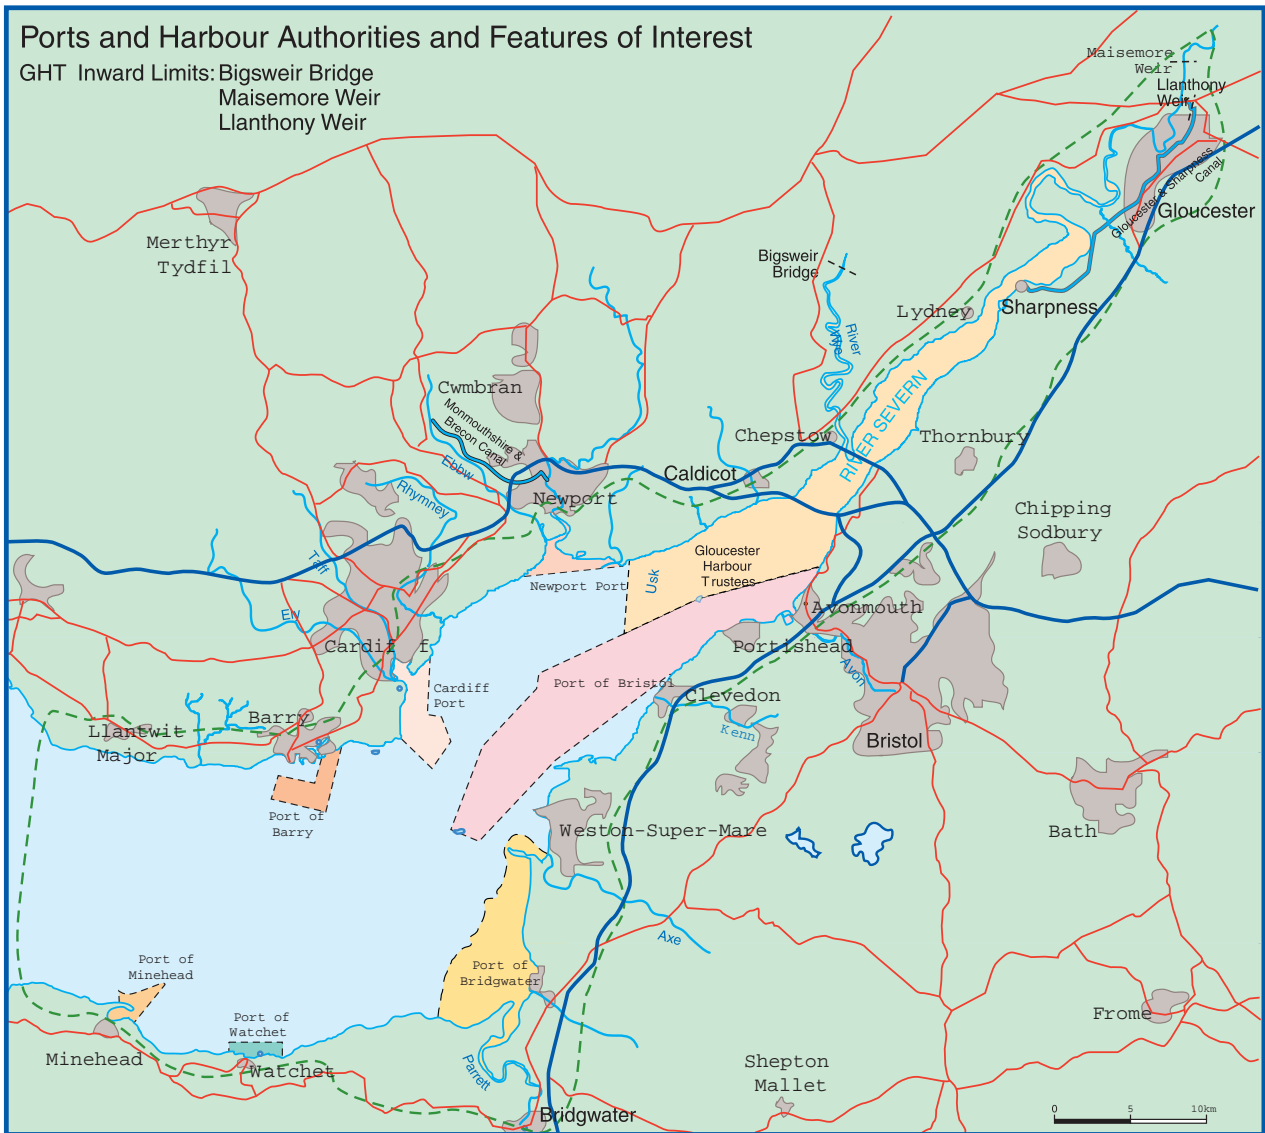 Ports and Harbour Authorities and Features of Interest
GHT Inward Limits: Bigsweir Bridge
Maisemore Weir
Llanthony Weir
Maisemore
Weir
Llanthony
Weir
Gloucester & Sharpness
Canal
Gloucester
Merthyr
Tydfil
Bigsweir
Bridge
Lydney
Sharpness
River
Wye
RIVER SEVERN
Cwmbran
Monmouthshire &
Brecon Canal
Ebbw
Chepstow
Thornbury
Caldicot
Rhymney
Newport
Chipping
Sodbury
Taff
Gloucester
Harbour
Trustees
Newport Port
Usk
Avonmouth
Ely
Cardif f
Portishead
Avon
Port of Bristol
Cardiff
Port
Clevedon
Kenn
Barry
Llantwit
Major
Bristol
Port of
Barry
Weston-Super-Mare
Bath
Axe
Port of
Minehead
Port of
Bridgwater
Port of
Watchet
Frome
Minehead
Watchet
Parrett
Shepton
Mallet
Bridgwater
0 5 10km